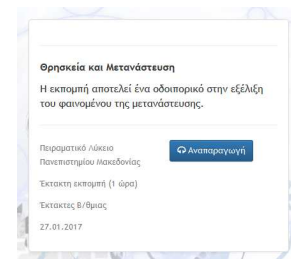 Θρησκεία και Μετανάστευση
Η εκπομπή αποτελεί ένα οδοιπορικό στην εξέλιξη
του φαινομένου της μετανάστευσης.
Πειραματικό Λύκειο
Πανεπιστημίου Μακεδονίας
Αναπαραγωγή
Έκτακτη εκπομπή (1 ώρα)
Έκτακτες Β/θμιας
27.01.2017